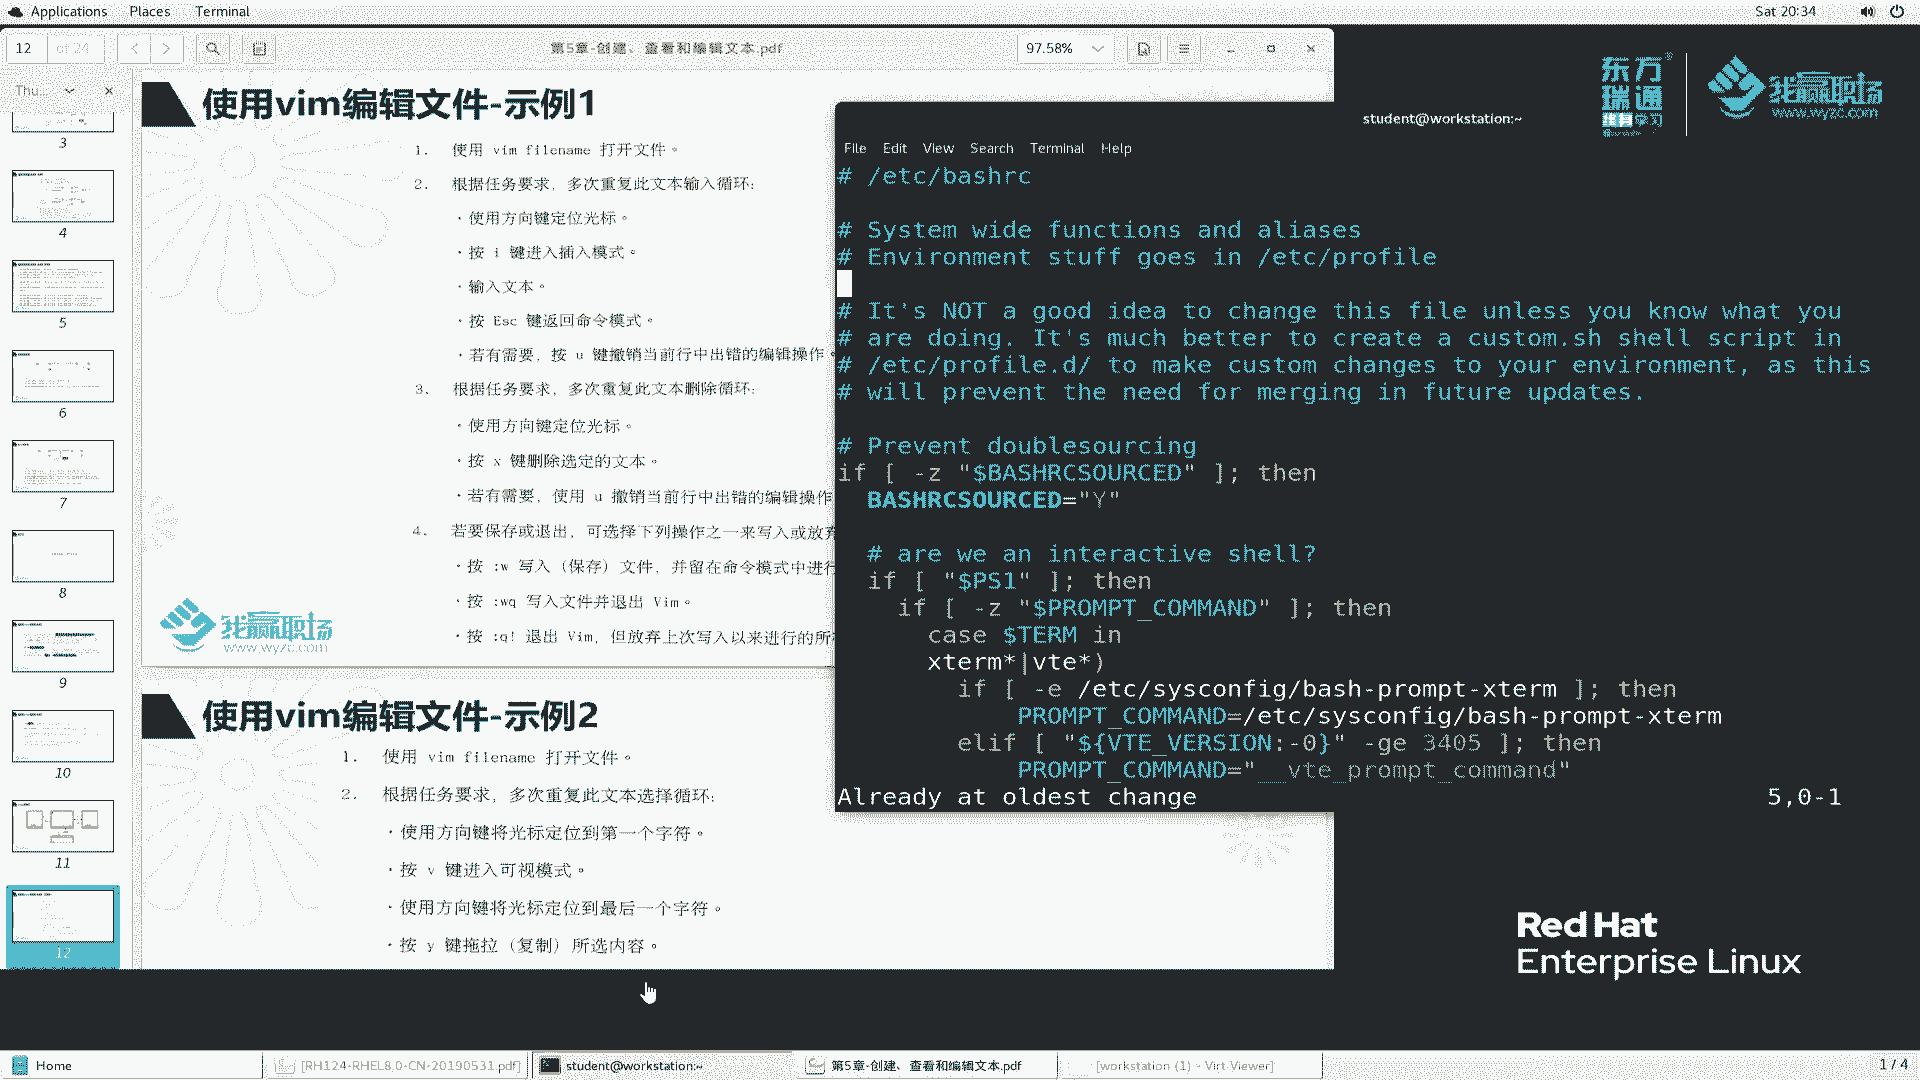 Applications Places Terminal Sat 20:34
12 of 24 第5章-创建、查看和编辑文本.pdf 97.58%
Thu...
3
4
5
6
7
8
9
10
11
12
使用vim编辑文件-示例1
1. 使用 vim filename 打开文件。
2. 根据任务要求，多次重复此文本输入循环：
·使用方向键定位光标。
·按 i 键进入插入模式。
·输入文本。
·按 Esc 键返回命令模式。
·若有需要，按 u 键撤销当前行中出错的编辑操作。
3. 根据任务要求，多次重复此文本删除循环：
·使用方向键定位光标。
·按 x 键删除选定的文本。
·若有需要，使用 u 撤销当前行中出错的编辑操作
4. 若要保存或退出，可选择下列操作之一来写入或放弃
·按 :w 写入（保存）文件，并留在命令模式中进行
·按 :wq 写入文件并退出 Vim。
·按 :q! 退出 Vim，但放弃上次写入以来进行的所
我赢职场
www.wyzc.com
使用vim编辑文件-示例2
1. 使用 vim filename 打开文件。
2. 根据任务要求，多次重复此文本选择循环：
·使用方向键将光标定位到第一个字符。
·按 v 键进入可视模式。
·使用方向键将光标定位到最后一个字符。
·按 y 键拖拉（复制）所选内容。
student@workstation:~
File Edit View Search Terminal Help
# /etc/bashrc
# System wide functions and aliases
# Environment stuff goes in /etc/profile
# It's NOT a good idea to change this file unless you know what you
# are doing. It's much better to create a custom.sh shell script in
# /etc/profile.d/ to make custom changes to your environment, as this
# will prevent the need for merging in future updates.
# Prevent doublesourcing
if [ -z "$BASHRCSOURCED" ]; then
BASHRCSOURCED="Y"
# are we an interactive shell?
if [ "$PS1" ]; then
if [ -z "$PROMPT_COMMAND" ]; then
case $TERM in
xterm*|vte*)
if [ -e /etc/sysconfig/bash-prompt-xterm ]; then
PROMPT_COMMAND=/etc/sysconfig/bash-prompt-xterm
elif [ "${VTE_VERSION:-0}" -ge 3405 ]; then
PROMPT_COMMAND="__vte_prompt_command"
Already at oldest change 5,0-1
东方
瑞通
终身学习
我赢职场
www.wyzc.com
Red Hat
Enterprise Linux
Home [RH124-RHEL8.0-CN-20190531.pdf] student@workstation:~ 第5章-创建、查看和编辑文本.pdf [workstation (1) - Virt Viewer] 1 / 4